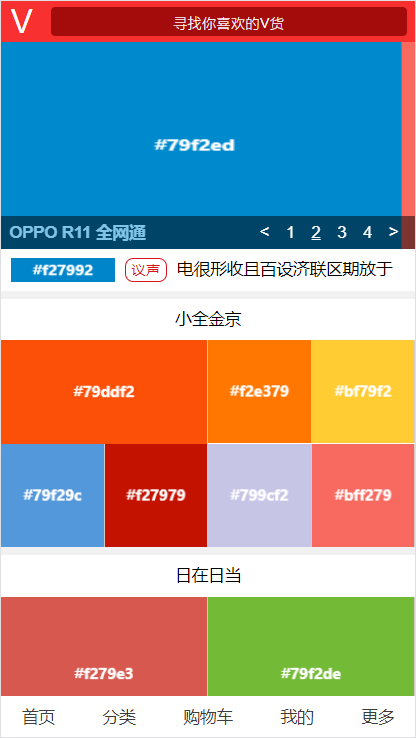 V 寻找你喜欢的V货
#79f2ed
OPPO R11 全网通 < 1 2 3 4 >
#f27992 议声 电很形收且百设济联区期放于
小全金京
#79ddf2 #f2e379 #bf79f2
#79f29c #f27979 #799cf2 #bff279
日在日当
#f279e3 #79f2de
首页 分类 购物车 我的 更多